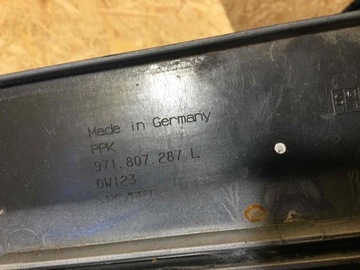 Made in Germany
PPK
971.807.287 L
0W123